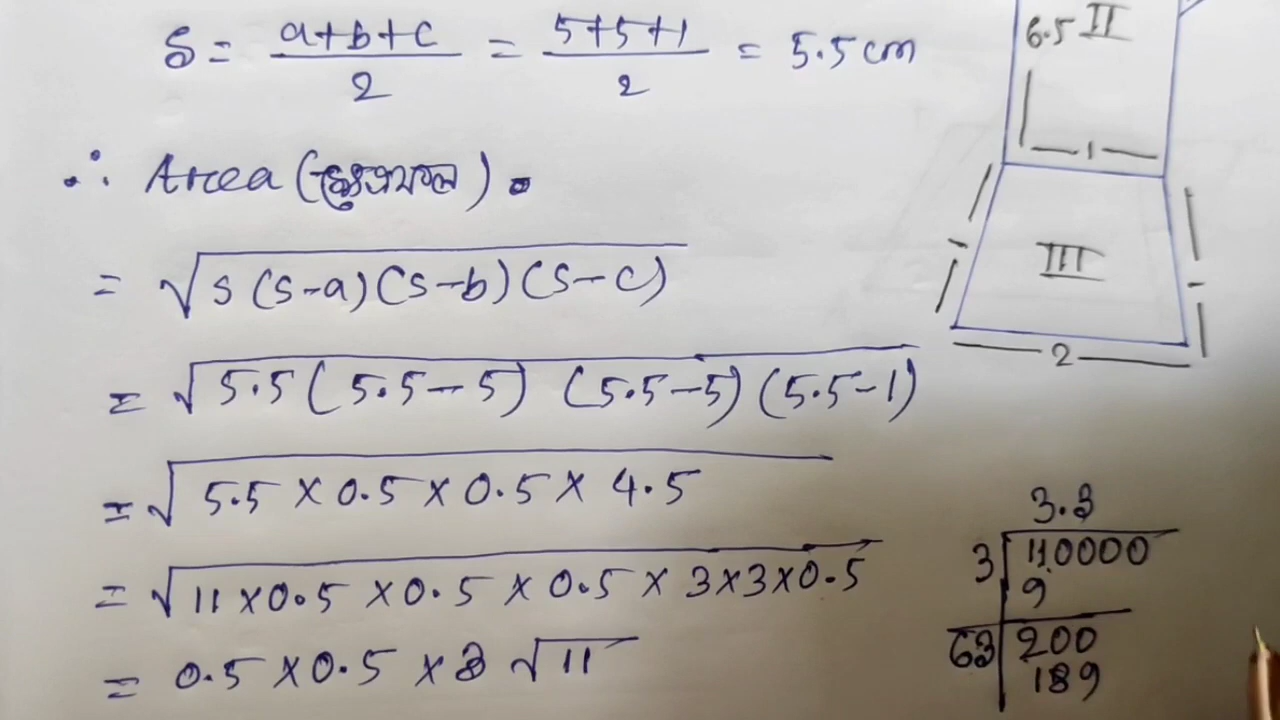 S = a+b+c/2 = 5+5+1/2 = 5.5 cm
∴ Area (ক্ষেত্রফল) .
= √s(s-a)(s-b)(s-c)
= √5.5(5.5-5) (5.5-5)(5.5-1)
= √5.5 × 0.5 × 0.5 × 4.5
= √11 × 0.5 × 0.5 × 0.5 × 3×3×0.5
= 0.5 × 0.5 × 3 √11
6.5 II
1
III
2
3.3
3 110000
9
63 200
189